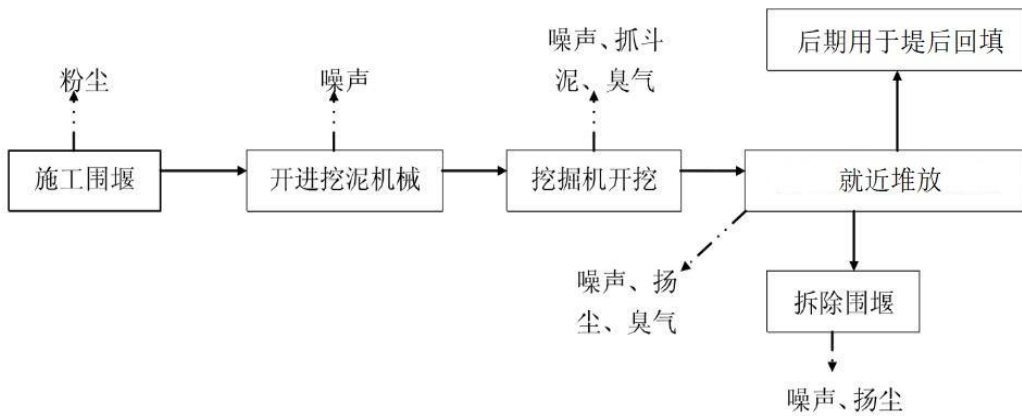 后期用于堤后回填
噪声、抓斗
泥、臭气
粉尘
噪声
施工围堰
开进挖泥机械
挖掘机开挖
就近堆放
噪声、扬
尘、臭气
拆除围堰
噪声、扬尘